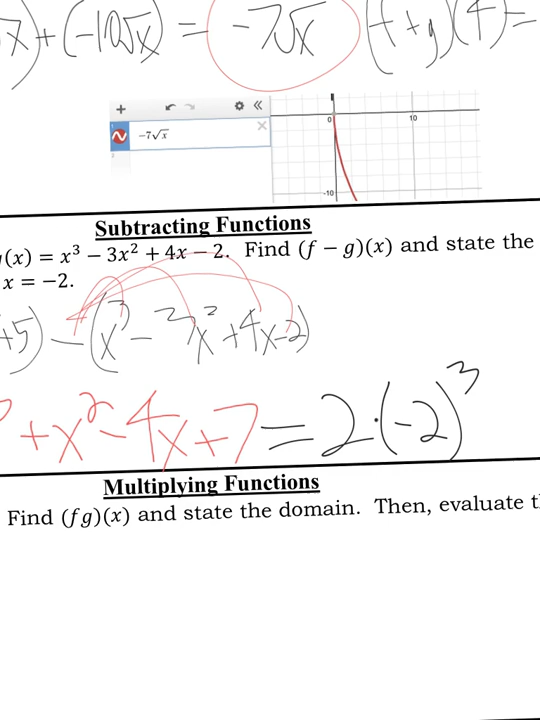 x)+(-10√x) = -7√x (f+g)(4)=
-7√x
0 10
-10
Subtracting Functions
(x) = x³ − 3x² + 4x − 2. Find (f − g)(x) and state the
x = −2.
+5) − (x³ − 3x² + 4x − 2)
+x² − 4x + 7 = 2·(−2)³
Multiplying Functions
Find (fg)(x) and state the domain. Then, evaluate t